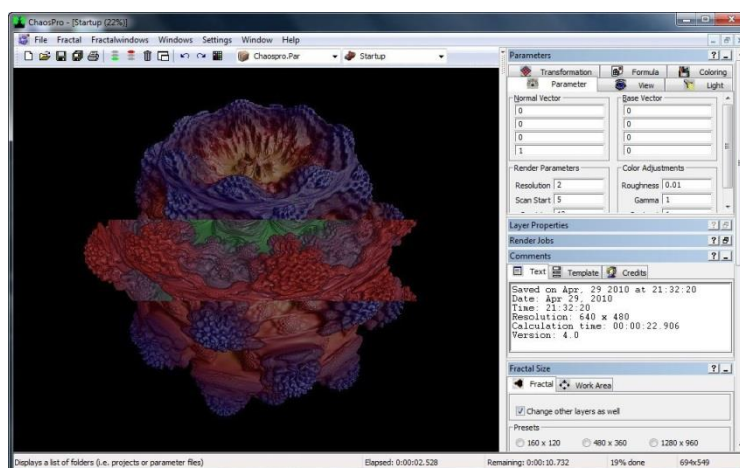 ChaosPro - [Startup (22%)]
File Fractal Fractalwindows Windows Settings Window Help
Chaospro.Par Startup
Parameters
Transformation Formula Coloring
Parameter View Light
Normal Vector Base Vector
0 0
0 0
0 0
1 0
Render Parameters Color Adjustments
Resolution 2 Roughness 0.01
Scan Start 5 Gamma 1
Layer Properties
Render Jobs
Comments
Text Template Credits
Saved on Apr, 29 2010 at 21:32:20
Date: Apr 29, 2010
Time: 21:32:20
Resolution: 640 x 480
Calculation time: 00:00:22.906
Version: 4.0
Fractal Size
Fractal Work Area
Change other layers as well
Presets
160 x 120 480 x 360 1280 x 960
Displays a list of folders (i.e. projects or parameter files) Elapsed: 0:00:02.528 Remaining: 0:00:10.732 19% done 694x549